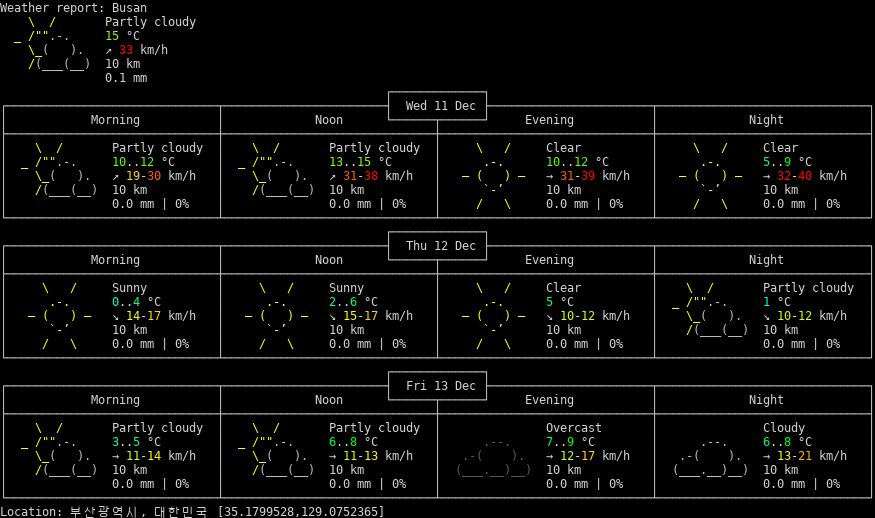 Weather report: Busan
Partly cloudy
15 °C
↗ 33 km/h
10 km
0.1 mm
Wed 11 Dec
Morning Noon Evening Night
Partly cloudy Partly cloudy Clear Clear
10..12 °C 13..15 °C 10..12 °C 5..9 °C
↗ 19-30 km/h ↗ 31-38 km/h → 31-39 km/h → 32-40 km/h
10 km 10 km 10 km 10 km
0.0 mm | 0% 0.0 mm | 0% 0.0 mm | 0% 0.0 mm | 0%
Thu 12 Dec
Morning Noon Evening Night
Sunny Sunny Clear Partly cloudy
0..4 °C 2..6 °C 5 °C 1 °C
↘ 14-17 km/h ↘ 15-17 km/h ↘ 10-12 km/h ↘ 10-12 km/h
10 km 10 km 10 km 10 km
0.0 mm | 0% 0.0 mm | 0% 0.0 mm | 0% 0.0 mm | 0%
Fri 13 Dec
Morning Noon Evening Night
Partly cloudy Partly cloudy Overcast Cloudy
3..5 °C 6..8 °C 7..9 °C 6..8 °C
→ 11-14 km/h → 11-13 km/h → 12-17 km/h → 13-21 km/h
10 km 10 km 10 km 10 km
0.0 mm | 0% 0.0 mm | 0% 0.0 mm | 0% 0.0 mm | 0%
Location: 부산광역시, 대한민국 [35.1799528,129.0752365]